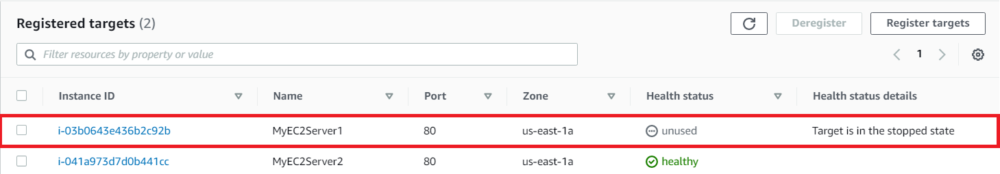 Registered targets (2)
Deregister
Register targets
Filter resources by property or value
1
Instance ID Name Port Zone Health status Health status details
i-03b0643e436b2c92b MyEC2Server1 80 us-east-1a unused Target is in the stopped state
i-041a973d7d0b441cc MyEC2Server2 80 us-east-1a healthy